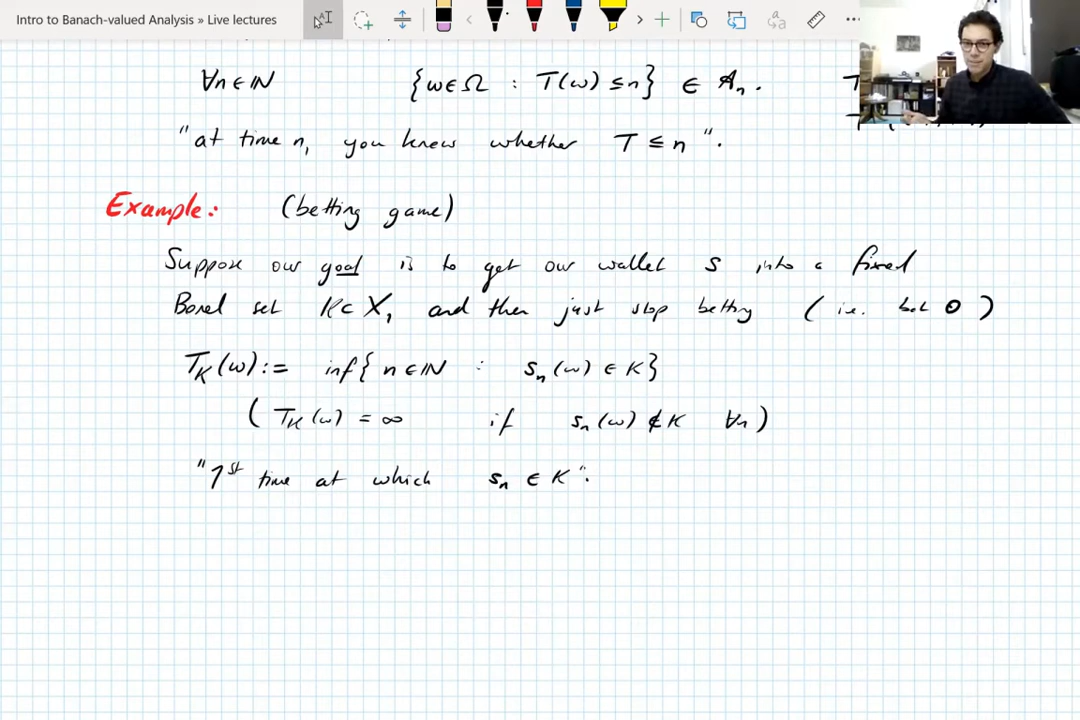 Intro to Banach-valued Analysis » Live lectures
∀n ∈ ℕ {ω ∈ Ω : T(ω) ≤ n} ∈ 𝒜ₙ.
"at time n, you know whether T ≤ n".
Example: (betting game)
Suppose our goal is to get our wallet s into a fixed
Borel set K ⊂ X, and then just stop betting (i.e. bet 0)
T_K(ω) := inf{ n ∈ ℕ : sₙ(ω) ∈ K}
(T_K(ω) = ∞ if sₙ(ω) ∉ K ∀n)
"1st time at which sₙ ∈ K".